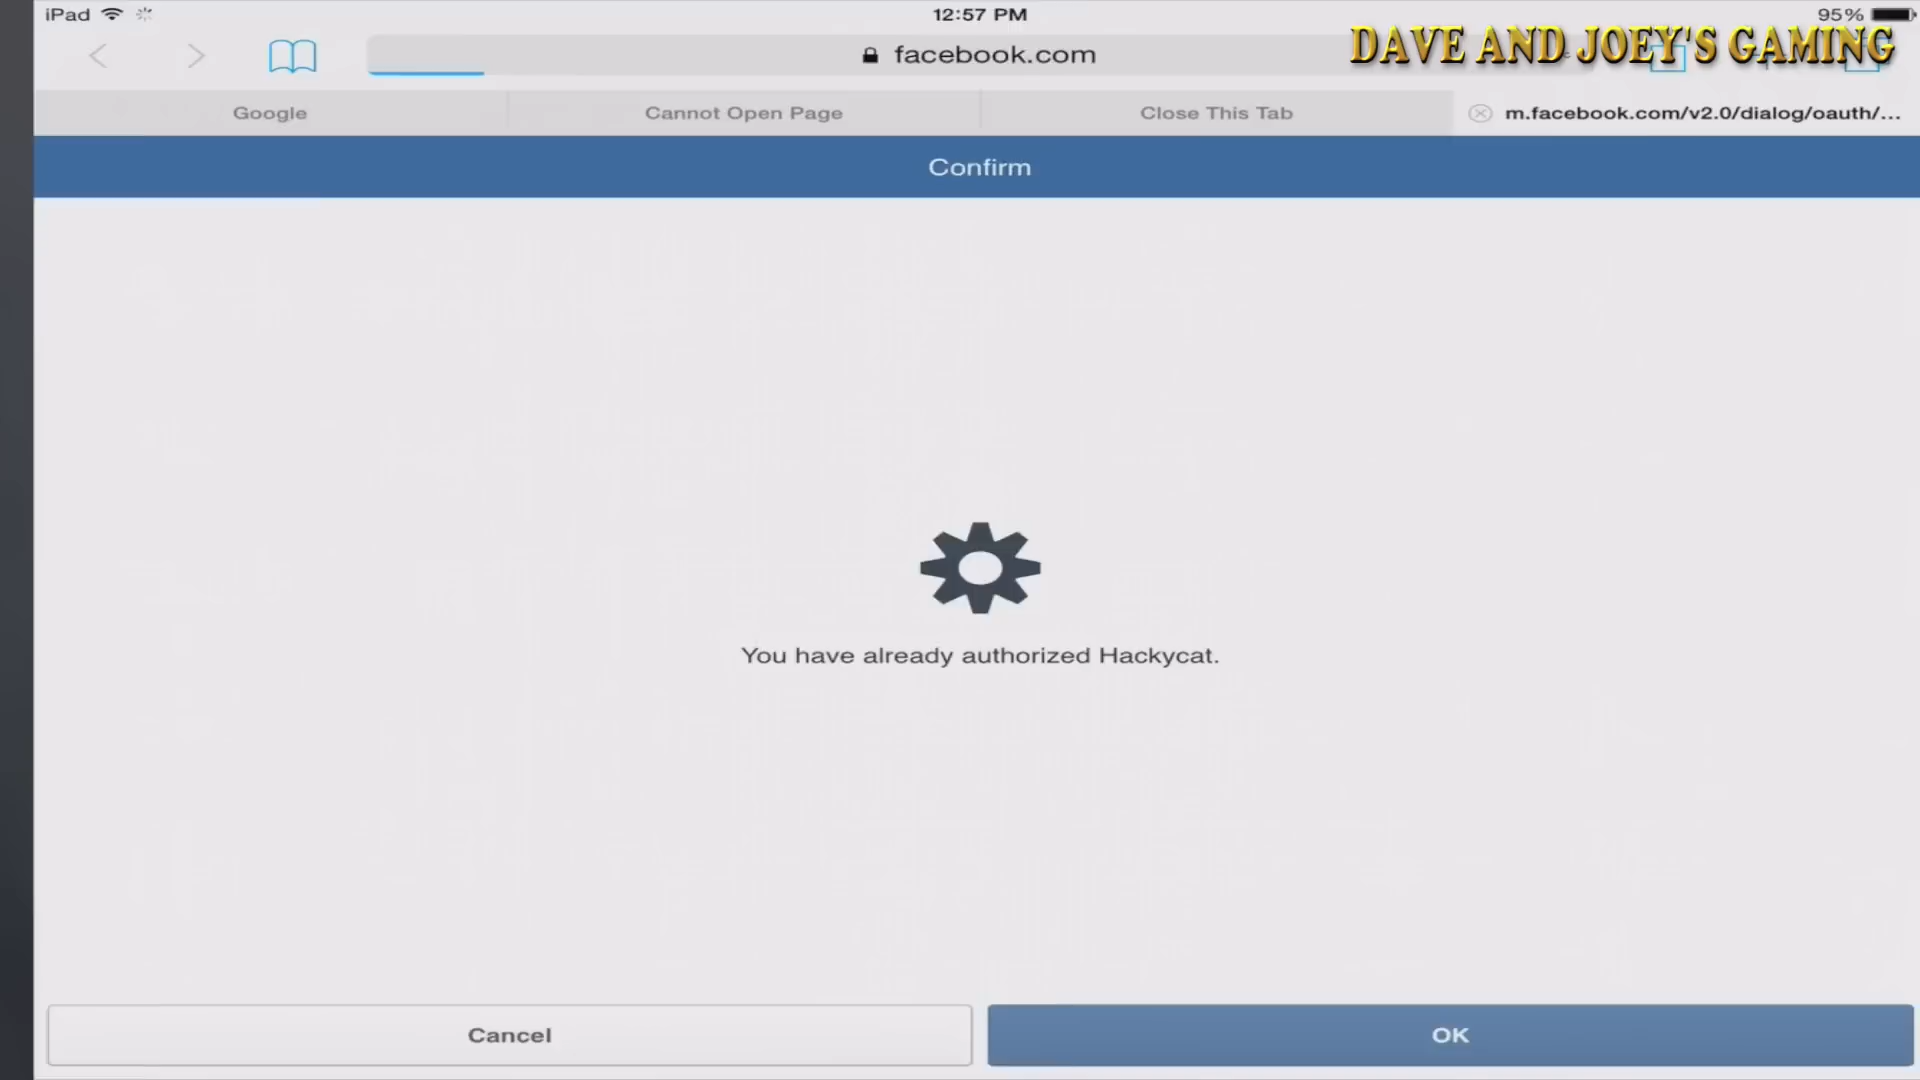 iPad
12:57 PM
95%
facebook.com
DAVE AND JOEY'S GAMING
Google
Cannot Open Page
Close This Tab
m.facebook.com/v2.0/dialog/oauth/...
Confirm
You have already authorized Hackycat.
Cancel
OK